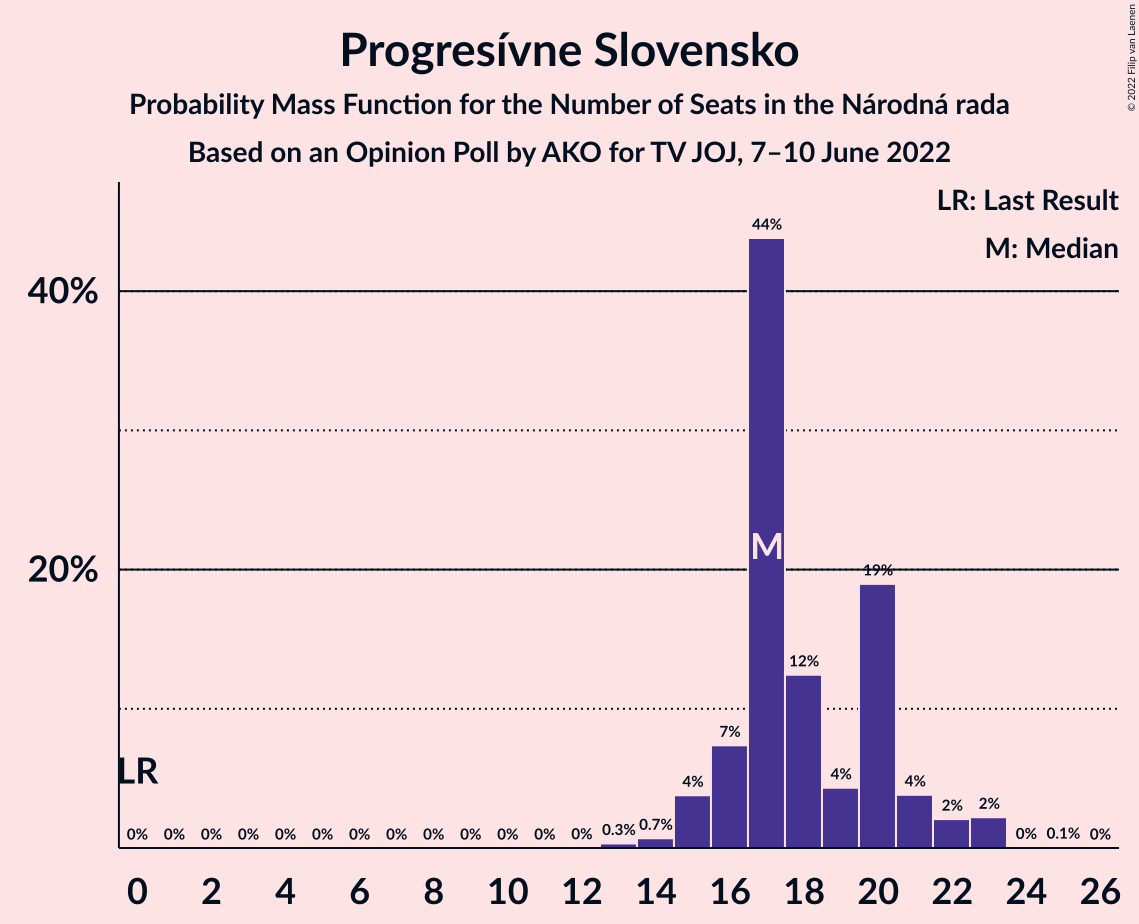 Progresívne Slovensko
Probability Mass Function for the Number of Seats in the Národná rada
Based on an Opinion Poll by AKO for TV JOJ, 7–10 June 2022
© 2022 Filip van Laenen
LR: Last Result
M: Median
40%
20%
44%
M
19%
12%
7%
LR
4%
4%
4%
2%
2%
0% 0% 0% 0% 0% 0% 0% 0% 0% 0% 0% 0% 0% 0.3% 0.7% 0% 0.1% 0%
0 2 4 6 8 10 12 14 16 18 20 22 24 26